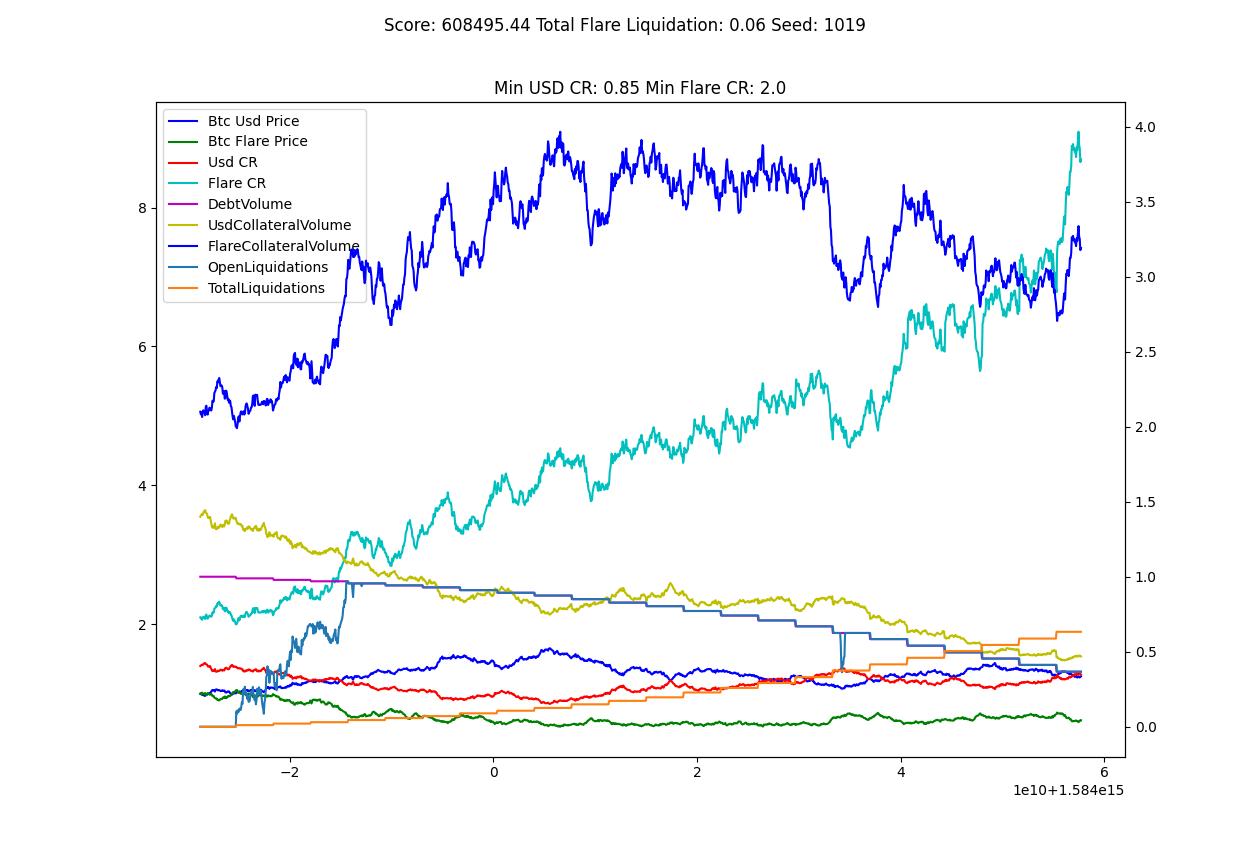 Score: 608495.44 Total Flare Liquidation: 0.06 Seed: 1019
Min USD CR: 0.85 Min Flare CR: 2.0
Btc Usd Price
Btc Flare Price
Usd CR
Flare CR
DebtVolume
UsdCollateralVolume
FlareCollateralVolume
OpenLiquidations
TotalLiquidations
8
6
4
2
4.0
3.5
3.0
2.5
2.0
1.5
1.0
0.5
0.0
−2
0
2
4
6
1e10+1.584e15